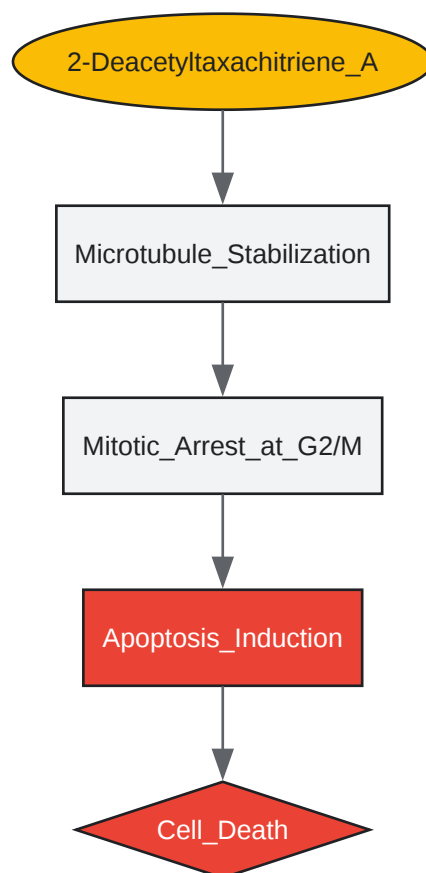 2-Deacetyltaxachitriene_A
Microtubule_Stabilization
Mitotic_Arrest_at_G2/M
Apoptosis_Induction
Cell_Death